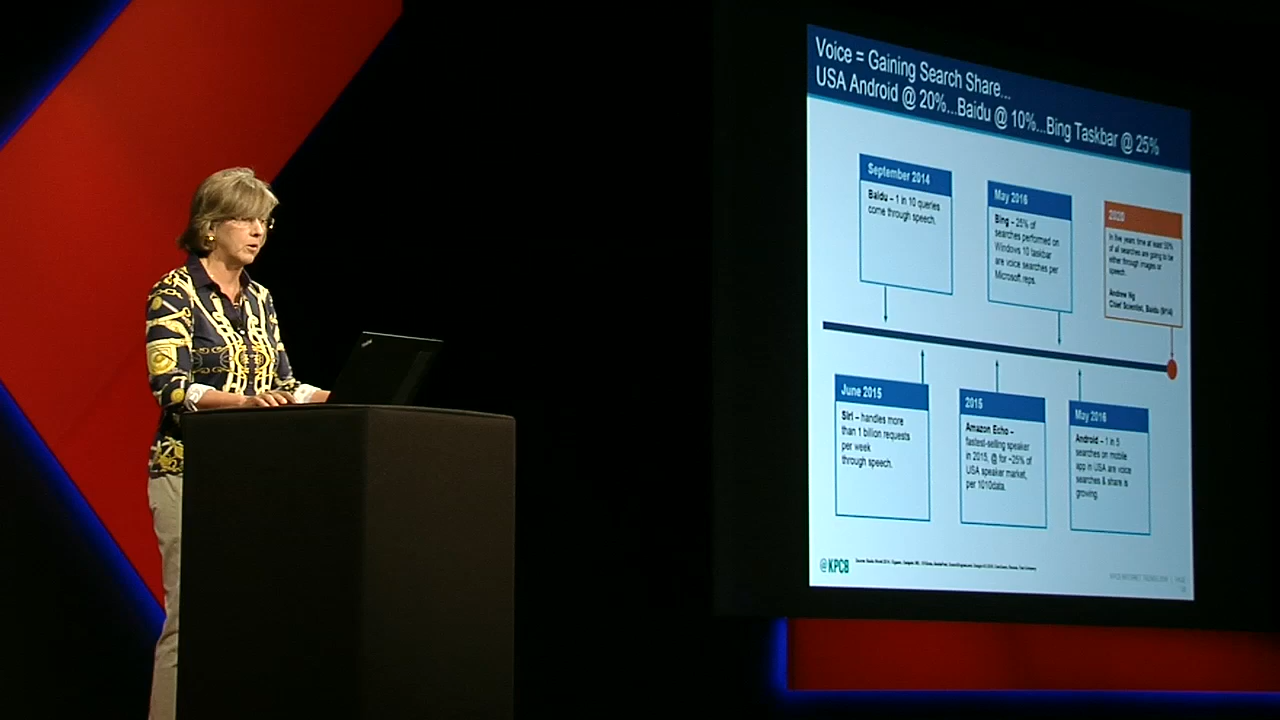 Voice = Gaining Search Share...
USA Android @ 20%...Baidu @ 10%...Bing Taskbar @ 25%
September 2014
Baidu – 1 in 10 queries
come through speech.
May 2016
Bing – 25% of
searches performed on
Windows 10 taskbar
are voice searches per
Microsoft reps.
2020
In five years time at least 50%
of all searches are going to be
either through images or
speech.
Andrew Ng
Chief Scientist, Baidu (9/14)
June 2015
Siri – handles more
than 1 billion requests
per week
through speech.
2015
Amazon Echo –
fastest-selling speaker
in 2015, @ for ~25% of
USA speaker market,
per 1010data.
May 2016
Android – 1 in 5
searches on mobile
app in USA are voice
searches & share is
growing.
@KPCB